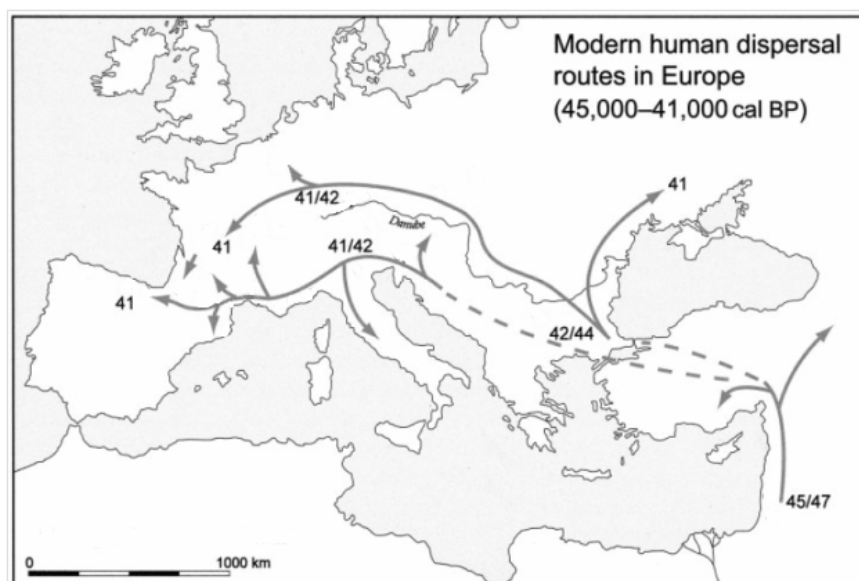 Modern human dispersal
routes in Europe
(45,000–41,000 cal BP)
41
41/42
Danube
41
41/42
41
42/44
45/47
0
1000 km